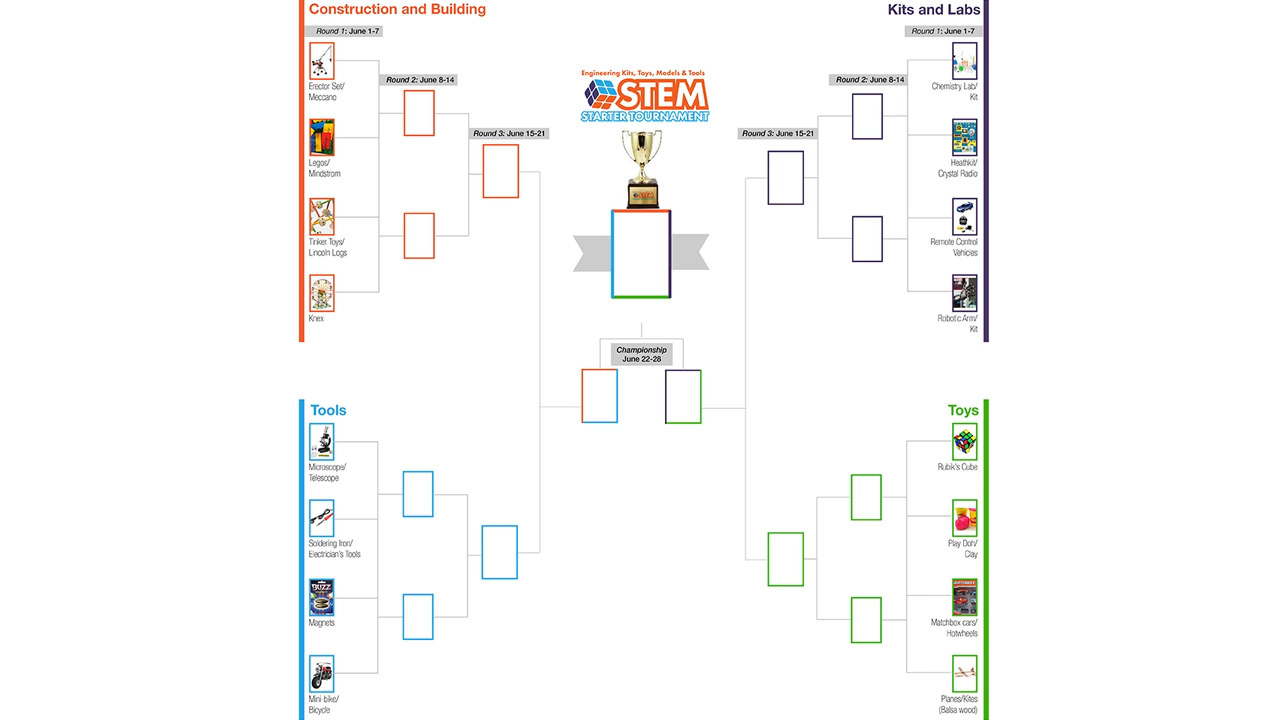 Construction and Building
Round 1: June 1-7
Erector Set/
Meccano
Legos/
Mindstrom
Tinker Toys/
Lincoln Logs
Knex
Round 2: June 8-14
Round 3: June 15-21
Engineering Kits, Toys, Models & Tools
STEM
STARTER TOURNAMENT
Kits and Labs
Round 1: June 1-7
Round 2: June 8-14
Round 3: June 15-21
Chemistry Lab/
Kit
Heathkit/
Crystal Radio
Remote Control
Vehicles
Robotic Arm/
Kit
Championship
June 22-28
Tools
Microscope/
Telescope
Soldering Iron/
Electrician's Tools
BUZZ
Magnets
Mini-bike/
Bicycle
Toys
Rubik's Cube
Play Doh/
Clay
MATCHBOX
Matchbox cars/
Hotwheels
Planes/Kites
(Balsa wood)